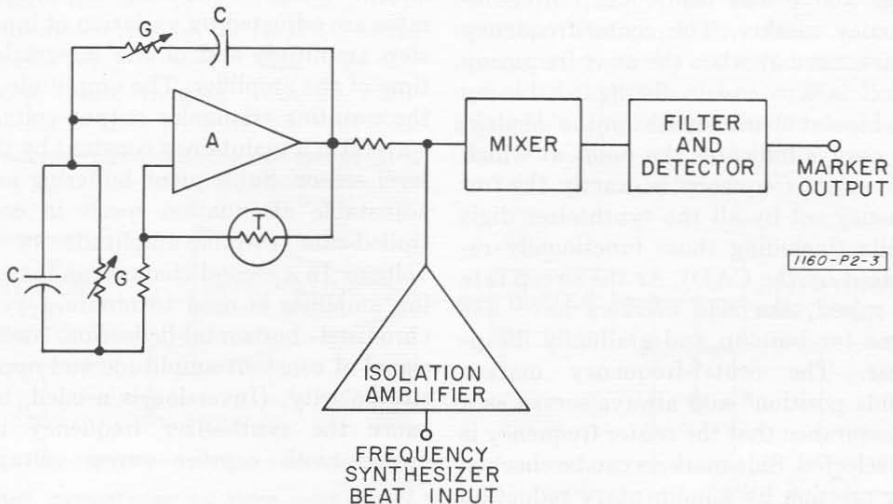 G
C
A
T
C
G
MIXER
FILTER
AND
DETECTOR
MARKER
OUTPUT
1160-P2-3
ISOLATION
AMPLIFIER
FREQUENCY
SYNTHESIZER
BEAT INPUT